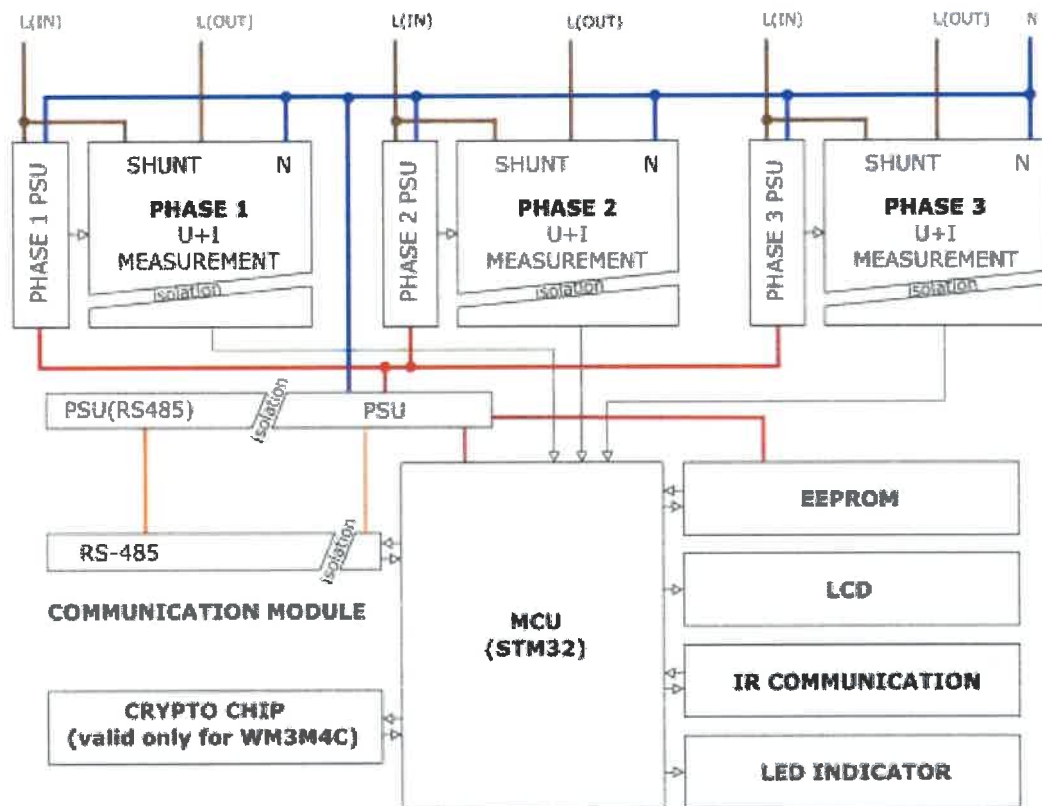 L(IN) L(OUT) L(IN) L(OUT) L(IN) L(OUT) N
PHASE 1 PSU
SHUNT N
PHASE 1
U+I
MEASUREMENT
isolation
PHASE 2 PSU
SHUNT N
PHASE 2
U+I
MEASUREMENT
isolation
PHASE 3 PSU
SHUNT N
PHASE 3
U+I
MEASUREMENT
isolation
PSU(RS485) isolation PSU
RS-485 isolation
COMMUNICATION MODULE
CRYPTO CHIP
(valid only for WM3M4C)
MCU
(STM32)
EEPROM
LCD
IR COMMUNICATION
LED INDICATOR